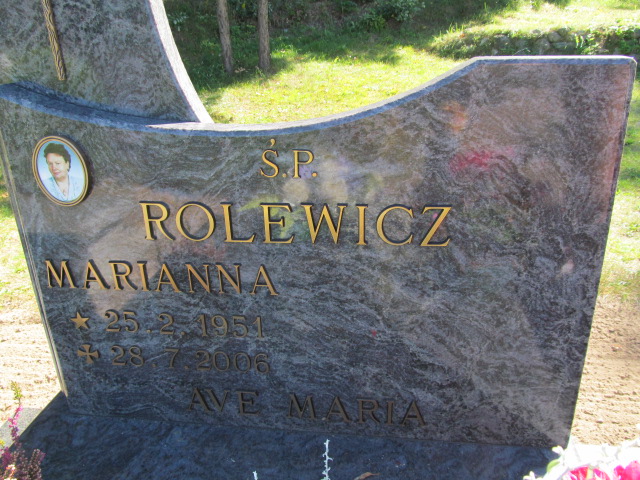 Ś.P.
ROLEWICZ
MARIANNA
25.2.1951
28.7.2006
AVE MARIA